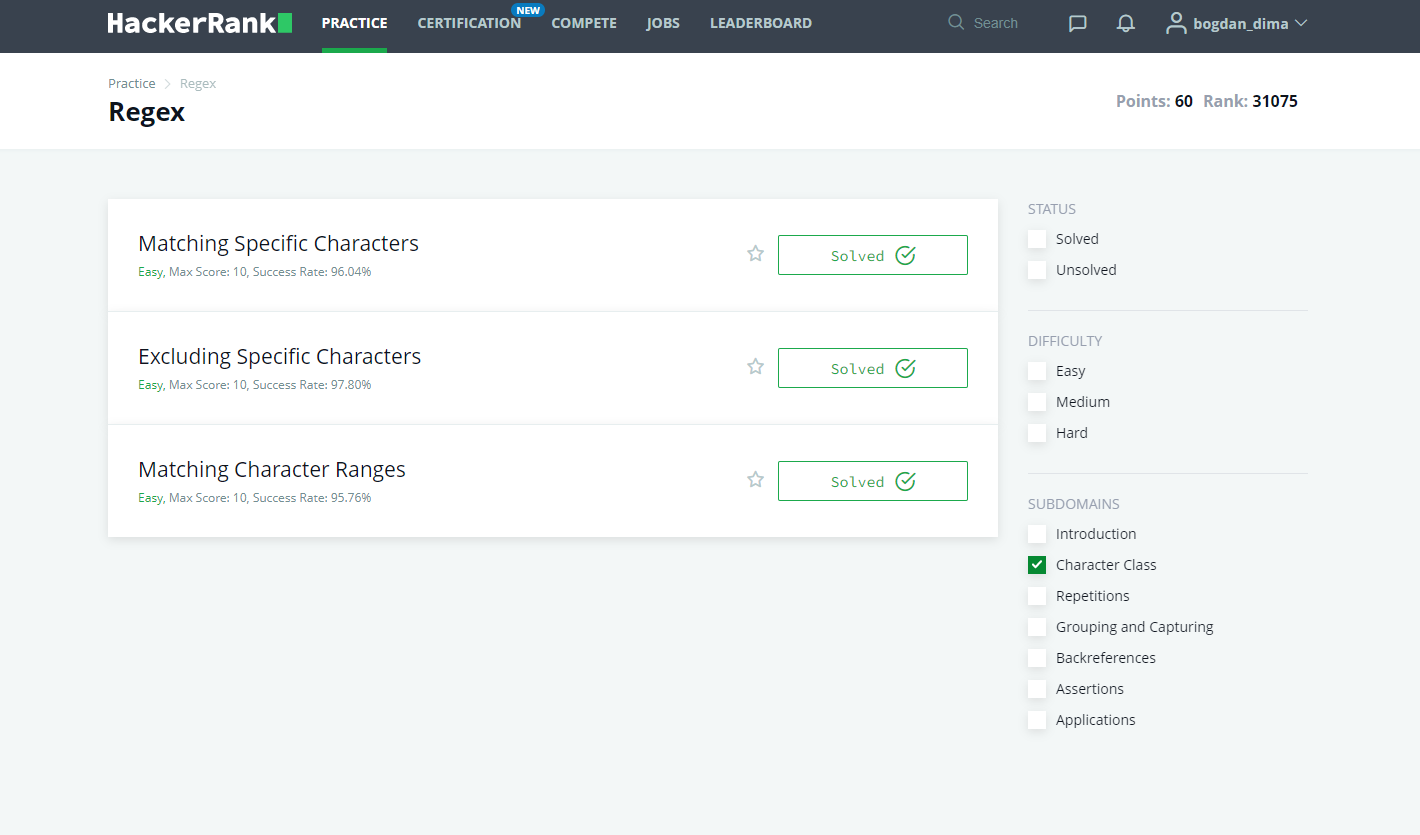 HackerRank
PRACTICE
CERTIFICATION
NEW
COMPETE
JOBS
LEADERBOARD
Search
bogdan_dima
Practice
Regex
Regex
Points: 60 Rank: 31075
Matching Specific Characters
Easy, Max Score: 10, Success Rate: 96.04%
Solved
Excluding Specific Characters
Easy, Max Score: 10, Success Rate: 97.80%
Solved
Matching Character Ranges
Easy, Max Score: 10, Success Rate: 95.76%
Solved
STATUS
Solved
Unsolved
DIFFICULTY
Easy
Medium
Hard
SUBDOMAINS
Introduction
Character Class
Repetitions
Grouping and Capturing
Backreferences
Assertions
Applications